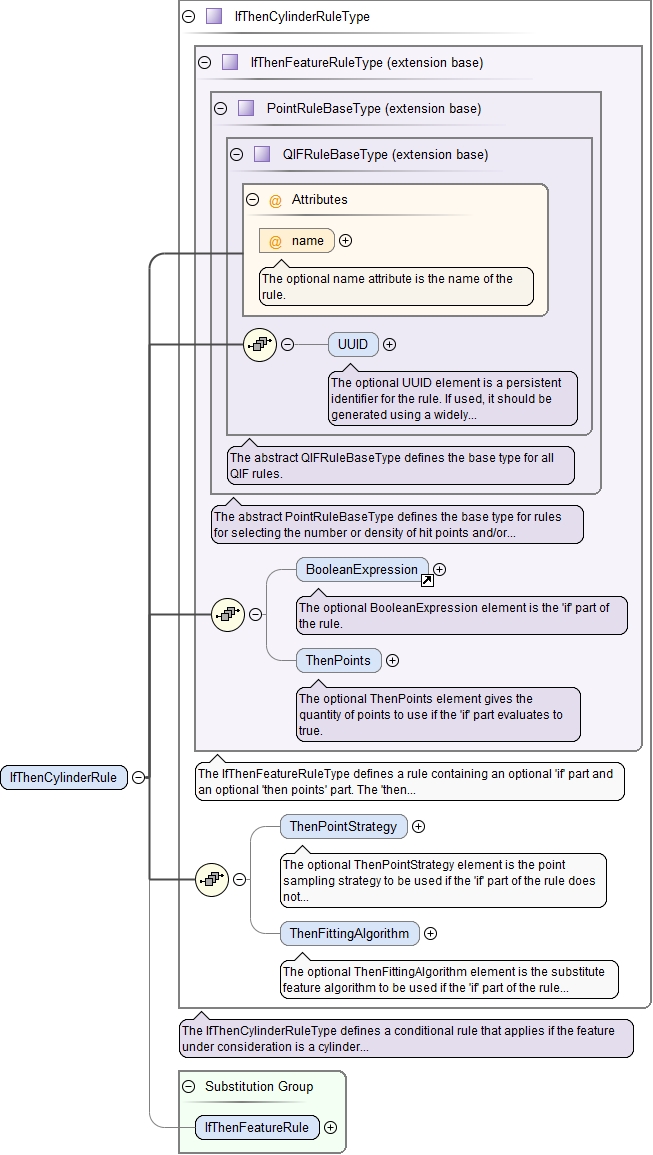 IfThenCylinderRuleType
IfThenFeatureRuleType (extension base)
PointRuleBaseType (extension base)
QIFRuleBaseType (extension base)
@ Attributes
@ name
The optional name attribute is the name of the
rule.
UUID
The optional UUID element is a persistent
identifier for the rule. If used, it should be
generated using a widely...
The abstract QIFRuleBaseType defines the base type for all
QIF rules.
The abstract PointRuleBaseType defines the base type for rules
for selecting the number or density of hit points and/or...
BooleanExpression
The optional BooleanExpression element is the 'if' part of
the rule.
ThenPoints
The optional ThenPoints element gives the
quantity of points to use if the 'if' part evaluates to
true.
IfThenCylinderRule
The IfThenFeatureRuleType defines a rule containing an optional 'if' part and
an optional 'then points' part. The 'then...
ThenPointStrategy
The optional ThenPointStrategy element is the point
sampling strategy to be used if the 'if' part of the rule does
not...
ThenFittingAlgorithm
The optional ThenFittingAlgorithm element is the substitute
feature algorithm to be used if the 'if' part of the rule...
The IfThenCylinderRuleType defines a conditional rule that applies if the feature
under consideration is a cylinder...
Substitution Group
IfThenFeatureRule